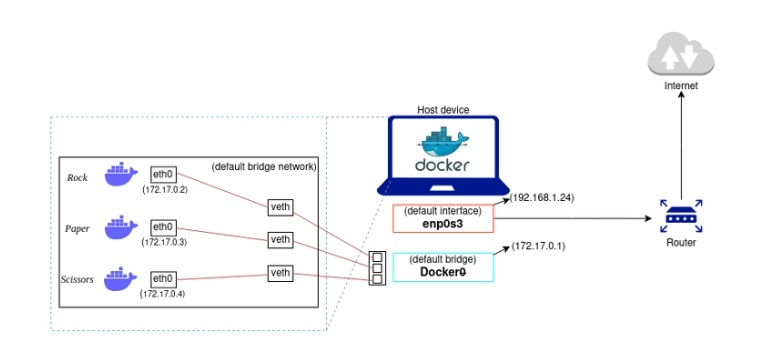 Internet
Host device
docker
(default bridge network)
Rock
eth0
(172.17.0.2)
veth
Paper
eth0
(172.17.0.3)
veth
Scissors
eth0
(172.17.0.4)
veth
(default interface)
enp0s3
(192.168.1.24)
(default bridge)
Docker0
(172.17.0.1)
Router